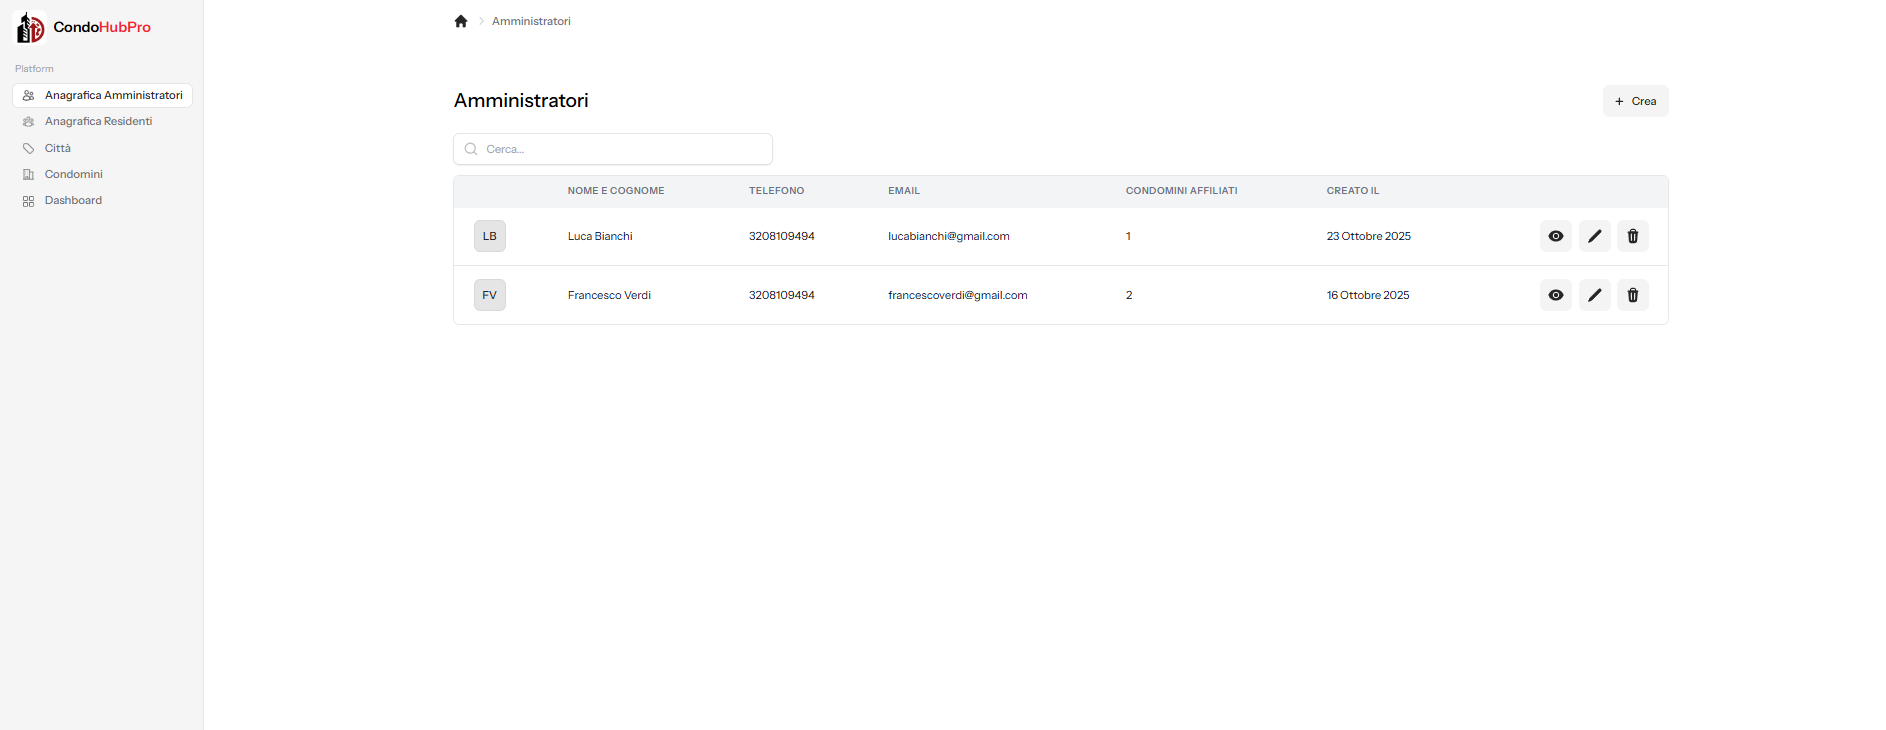 CondoHubPro
Platform
Anagrafica Amministratori
Anagrafica Residenti
Città
Condomini
Dashboard
Amministratori
Amministratori
+ Crea
Cerca...
NOME E COGNOME TELEFONO EMAIL CONDOMINI AFFILIATI CREATO IL
LB Luca Bianchi 3208109494 lucabianchi@gmail.com 1 23 Ottobre 2025
FV Francesco Verdi 3208109494 francescoverdi@gmail.com 2 16 Ottobre 2025